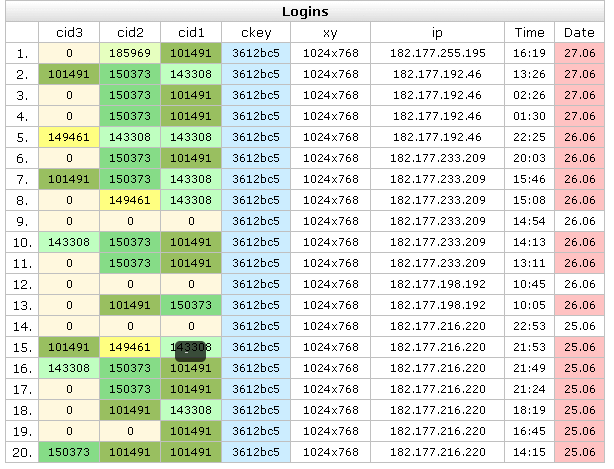 Logins
cid3 cid2 cid1 ckey xy ip Time Date
1. 0 185969 101491 3612bc5 1024x768 182.177.255.195 16:19 27.06
2. 101491 150373 143308 3612bc5 1024x768 182.177.192.46 13:26 27.06
3. 0 150373 101491 3612bc5 1024x768 182.177.192.46 02:26 27.06
4. 0 150373 101491 3612bc5 1024x768 182.177.192.46 01:30 27.06
5. 149461 143308 143308 3612bc5 1024x768 182.177.192.46 22:25 26.06
6. 0 150373 101491 3612bc5 1024x768 182.177.233.209 20:03 26.06
7. 101491 150373 143308 3612bc5 1024x768 182.177.233.209 15:46 26.06
8. 0 149461 143308 3612bc5 1024x768 182.177.233.209 15:08 26.06
9. 0 0 0 3612bc5 1024x768 182.177.233.209 14:54 26.06
10. 143308 150373 101491 3612bc5 1024x768 182.177.233.209 14:13 26.06
11. 0 150373 101491 3612bc5 1024x768 182.177.233.209 13:11 26.06
12. 0 0 0 3612bc5 1024x768 182.177.198.192 10:45 26.06
13. 0 101491 150373 3612bc5 1024x768 182.177.198.192 10:05 26.06
14. 0 0 0 3612bc5 1024x768 182.177.216.220 22:53 25.06
15. 101491 149461 143308 3612bc5 1024x768 182.177.216.220 21:53 25.06
16. 143308 150373 101491 3612bc5 1024x768 182.177.216.220 21:49 25.06
17. 0 150373 101491 3612bc5 1024x768 182.177.216.220 21:24 25.06
18. 0 101491 143308 3612bc5 1024x768 182.177.216.220 18:19 25.06
19. 0 0 101491 3612bc5 1024x768 182.177.216.220 16:45 25.06
20. 150373 101491 101491 3612bc5 1024x768 182.177.216.220 14:15 25.06